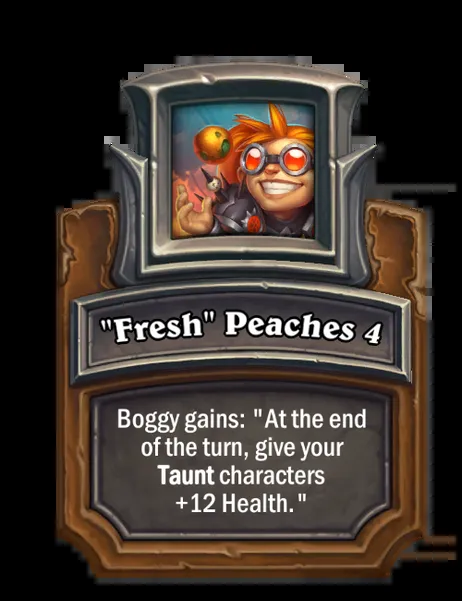 "Fresh" Peaches 4
Boggy gains: "At the end
of the turn, give your
Taunt characters
+12 Health."